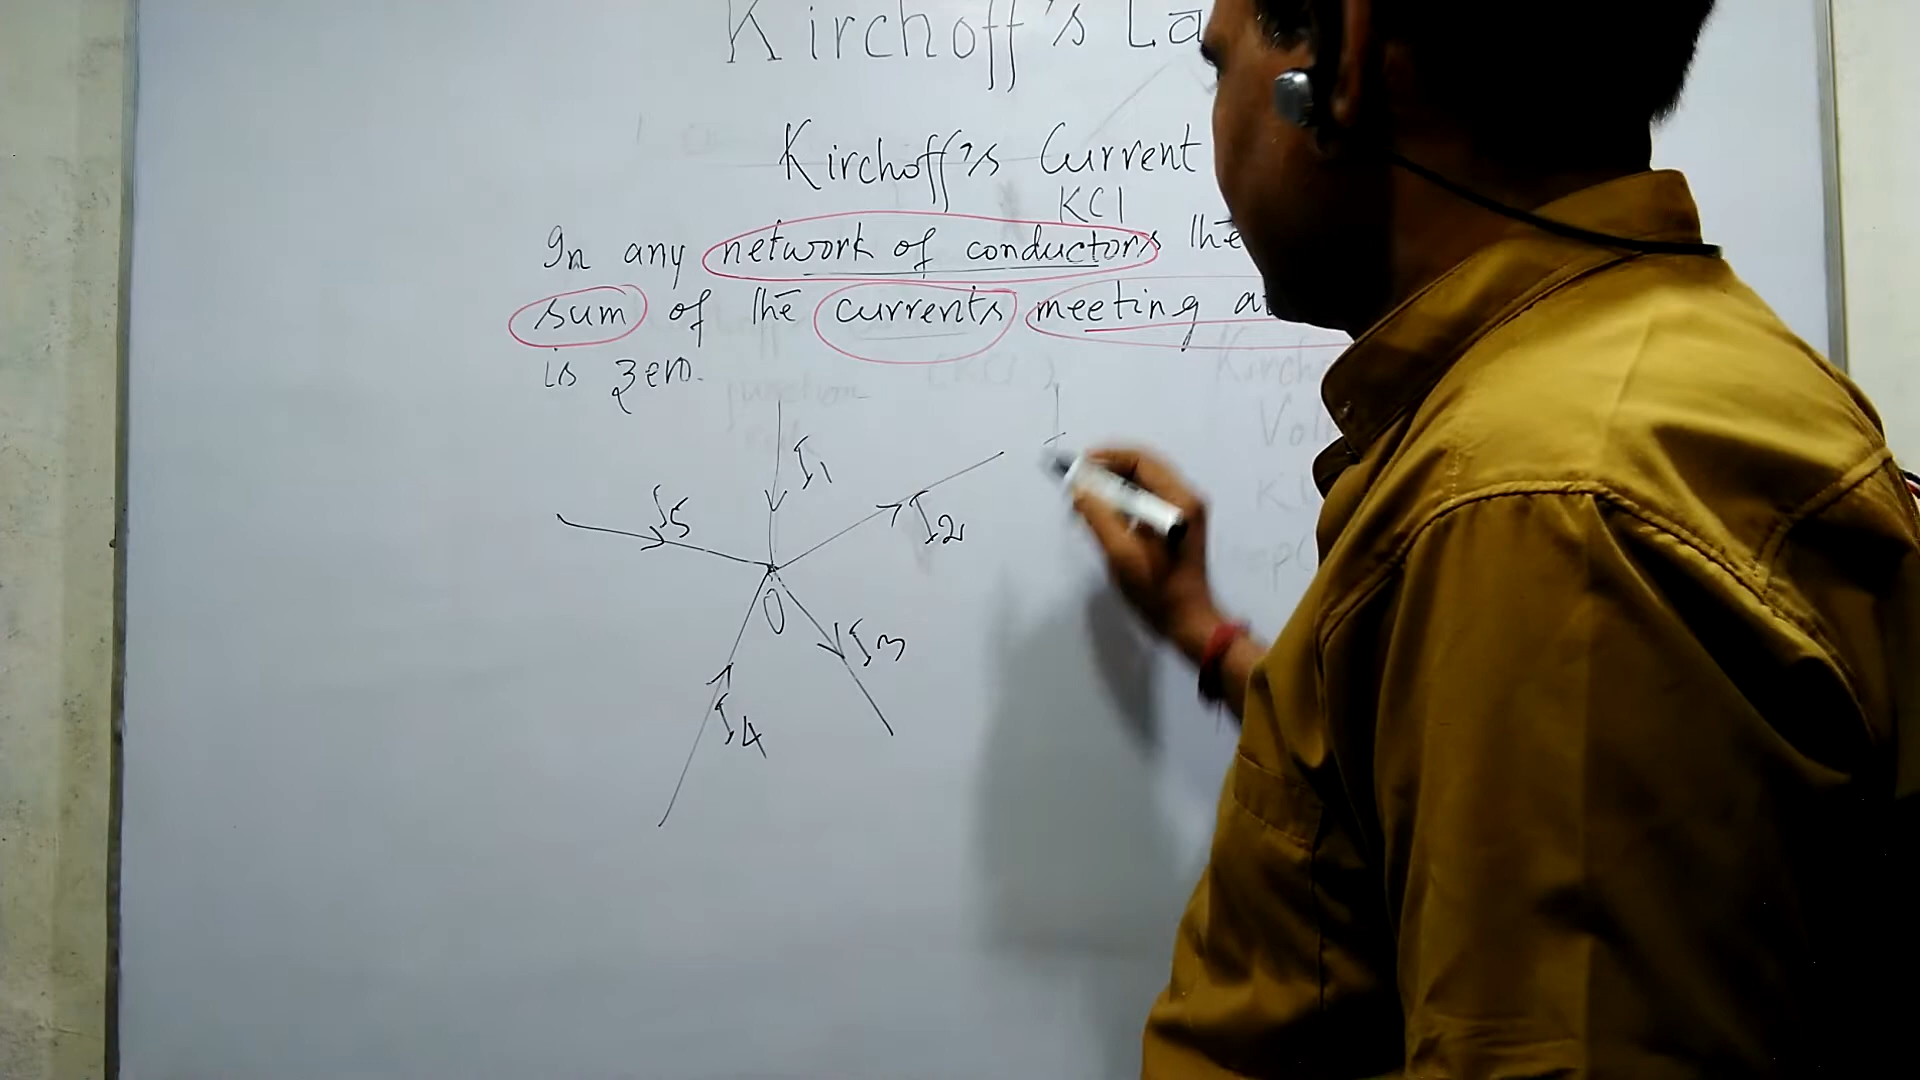 Kirchoff's La
Kirchoff's Current
KCl
In any network of conductors the
sum of the currents meeting at
is zero.
I1
I5
I2
O
I3
I4